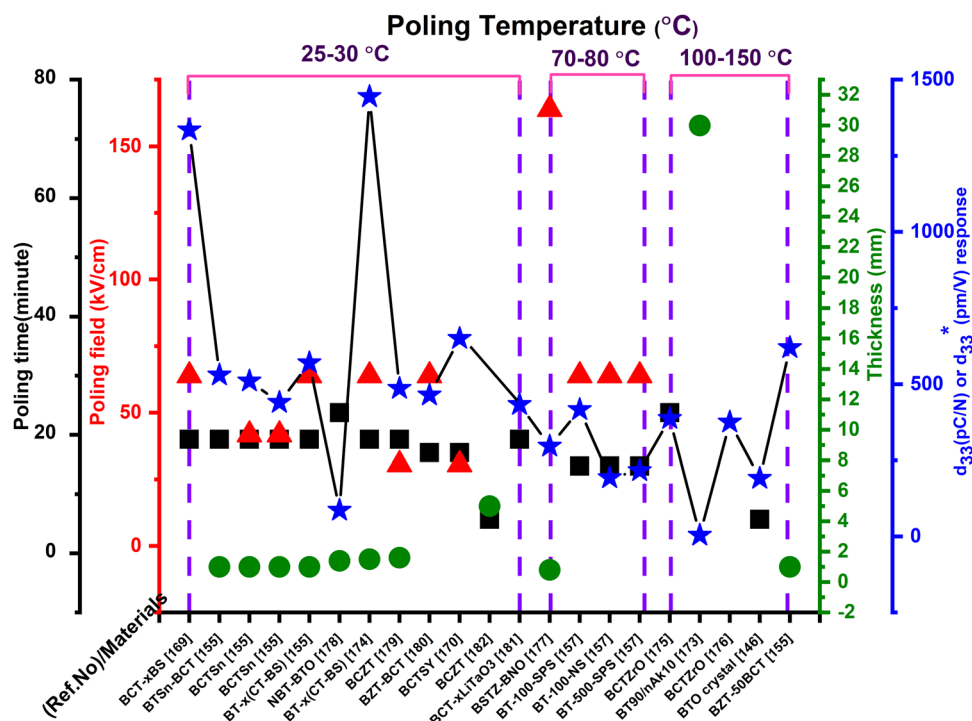 Poling Temperature (°C)
25-30 °C
70-80 °C
100-150 °C
Poling time(minute)
80
60
40
20
0
Poling field (kV/cm)
150
100
50
0
Thickness (mm)
32
30
28
26
24
22
20
18
16
14
12
10
8
6
4
2
0
-2
d33(pC/N) or d33* (pm/V) response
1500
1000
500
0
(Ref.No)/Materials
BCT-xBS [169]
BTSn-BCT [155]
BCTSn [155]
BCTSn [155]
BT-x(CT-BS) [155]
NBT-BTO [178]
BT-x(CT-BS) [174]
BCZT [179]
BZT-BCT [180]
BCTSY [170]
BCZT [182]
BCT-xLiTaO3 [181]
BSTZ-BNO [177]
BT-100-SPS [157]
BT-100-NS [157]
BT-500-SPS [157]
BCTZrO [175]
BT90/nAk10 [173]
BCTZrO [176]
BTO crystal [146]
BZT-50BCT [155]